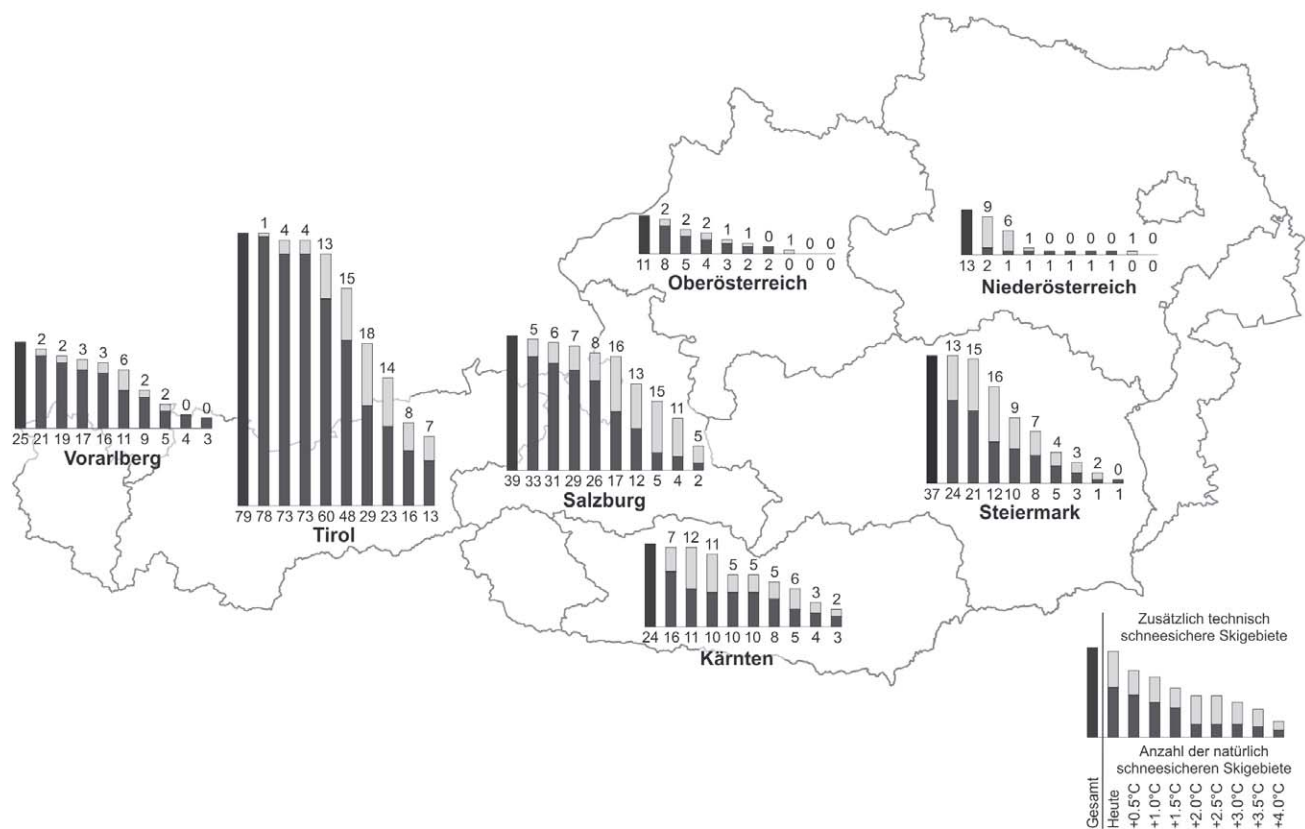 2 2 2 1 1 0 1 0 0
11 8 5 4 3 2 2 0 0 0
Oberösterreich
9 6 1 0 0 0 0 1 0
13 2 1 1 1 1 1 1 0 0
Niederösterreich
2 2 3 3 6 2 2 0 0
25 21 19 17 16 11 9 5 4 3
Vorarlberg
1 4 4 13 15 18 14 8 7
79 78 73 73 60 48 29 23 16 13
Tirol
5 6 7 8 16 13 15 11 5
39 33 31 29 26 17 12 5 4 2
Salzburg
13 15 16 9 7 4 3 2 0
37 24 21 12 10 8 5 3 1 1
Steiermark
7 12 11 5 5 5 6 3 2
24 16 11 10 10 10 8 5 4 3
Kärnten
Zusätzlich technisch
schneesichere Skigebiete
Anzahl der natürlich
schneesicheren Skigebiete
Gesamt
Heute
+0.5°C
+1.0°C
+1.5°C
+2.0°C
+2.5°C
+3.0°C
+3.5°C
+4.0°C